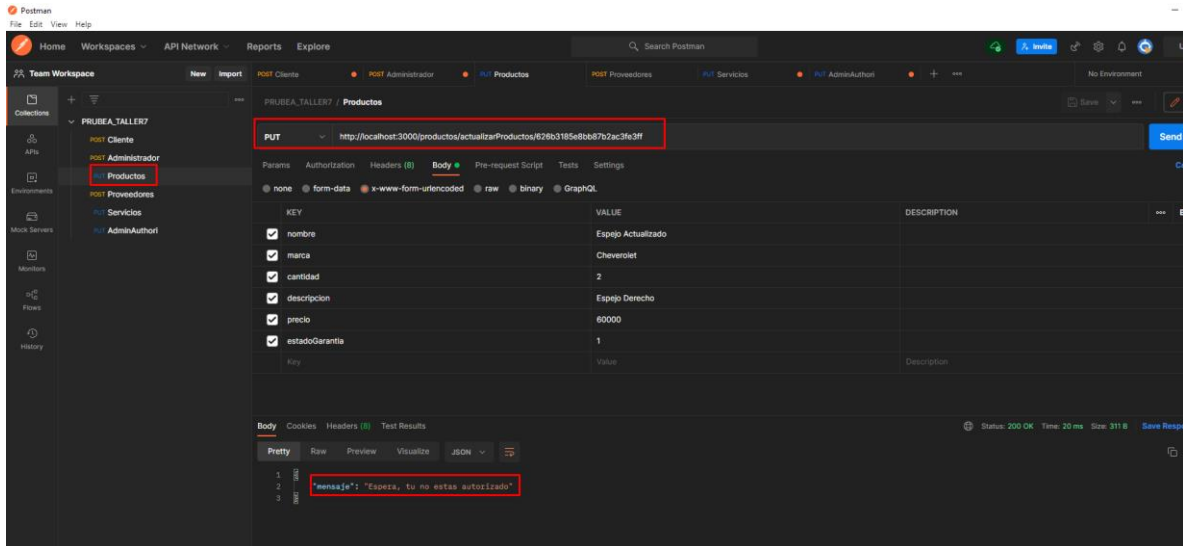 Postman
File Edit View Help
Home Workspaces API Network Reports Explore Search Postman Invite
Team Workspace New Import POST Cliente POST Administrador PUT Productos POST Proveedores PUT Servicios PUT AdminAuthori + ooo No Environment
Collections
APIs
Environments
Mock Servers
Monitors
Flows
History
PRUBEA_TALLER7
POST Cliente
POST Administrador
PUT Productos
POST Proveedores
PUT Servicios
PUT AdminAuthori
PRUBEA_TALLER7 / Productos Save
PUT http://localhost:3000/productos/actualizarProductos/626b3185e8bb87b2ac3fe3ff Send
Params Authorization Headers (8) Body Pre-request Script Tests Settings
none form-data x-www-form-urlencoded raw binary GraphQL
KEY VALUE DESCRIPTION
nombre Espejo Actualizado
marca Cheverolet
cantidad 2
descripcion Espejo Derecho
precio 60000
estadoGarantia 1
Key Value Description
Body Cookies Headers (8) Test Results Status: 200 OK Time: 20 ms Size: 311 B Save Resp
Pretty Raw Preview Visualize JSON
1
2 "mensaje": "Espera, tu no estas autorizado"
3